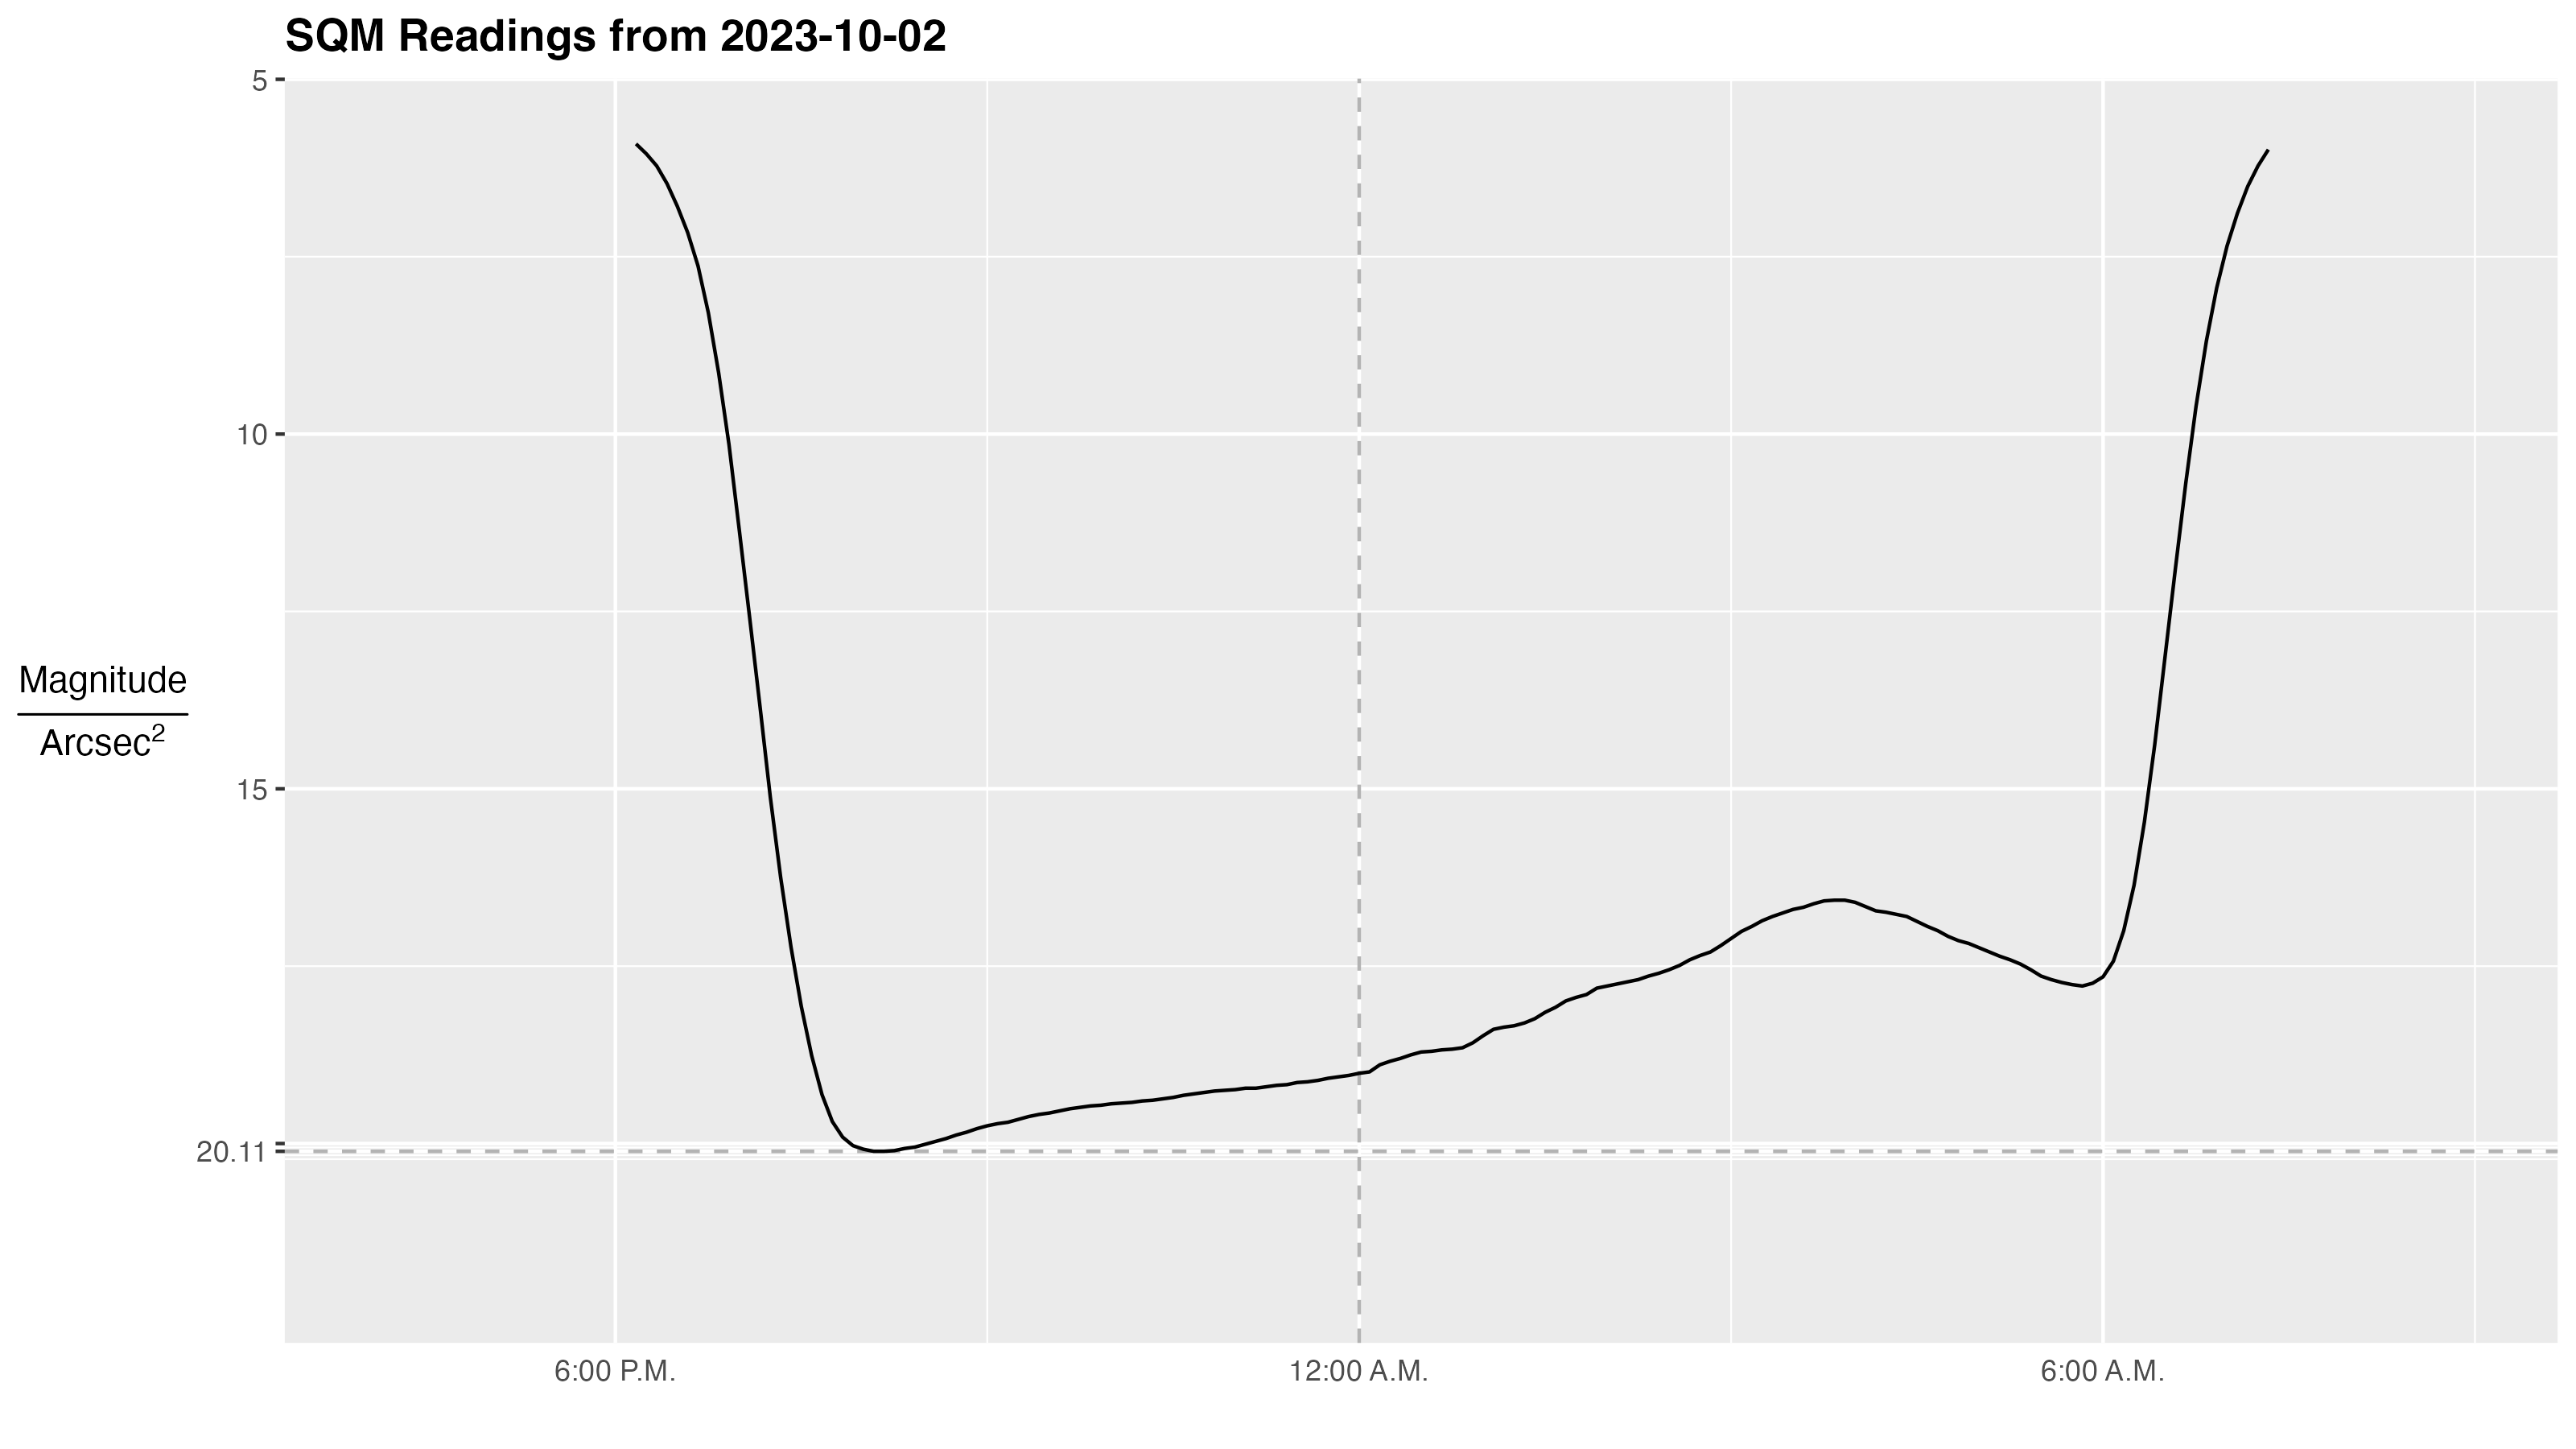 SQM Readings from 2023-10-02
5
10
15
20.11
Magnitude
Arcsec²
6:00 P.M.
12:00 A.M.
6:00 A.M.